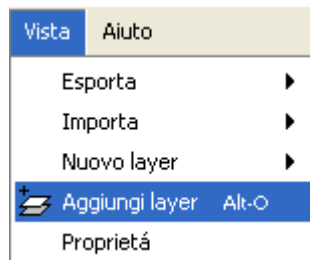 Vista Aiuto
Esporta
Importa
Nuovo layer
Aggiungi layer Alt-O
Proprietá